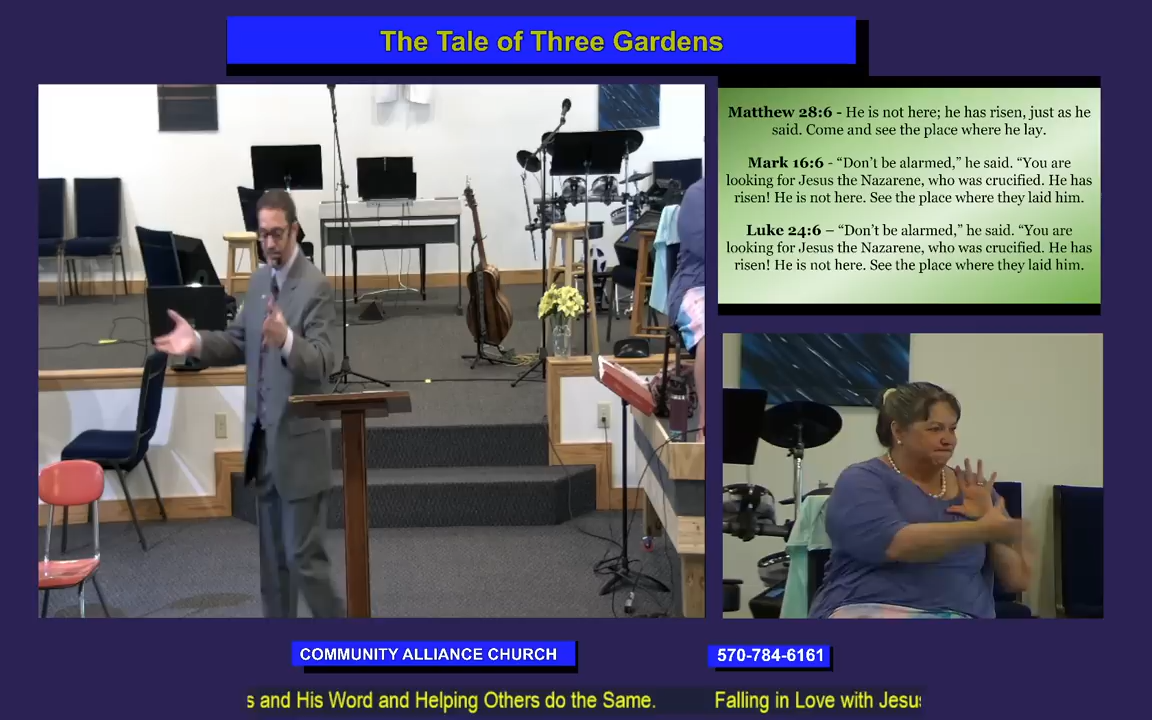 The Tale of Three Gardens
Matthew 28:6 - He is not here; he has risen, just as he
said. Come and see the place where he lay.
Mark 16:6 - “Don’t be alarmed,” he said. “You are
looking for Jesus the Nazarene, who was crucified. He has
risen! He is not here. See the place where they laid him.
Luke 24:6 – “Don’t be alarmed,” he said. “You are
looking for Jesus the Nazarene, who was crucified. He has
risen! He is not here. See the place where they laid him.
COMMUNITY ALLIANCE CHURCH
570-784-6161
s and His Word and Helping Others do the Same. Falling in Love with Jesus